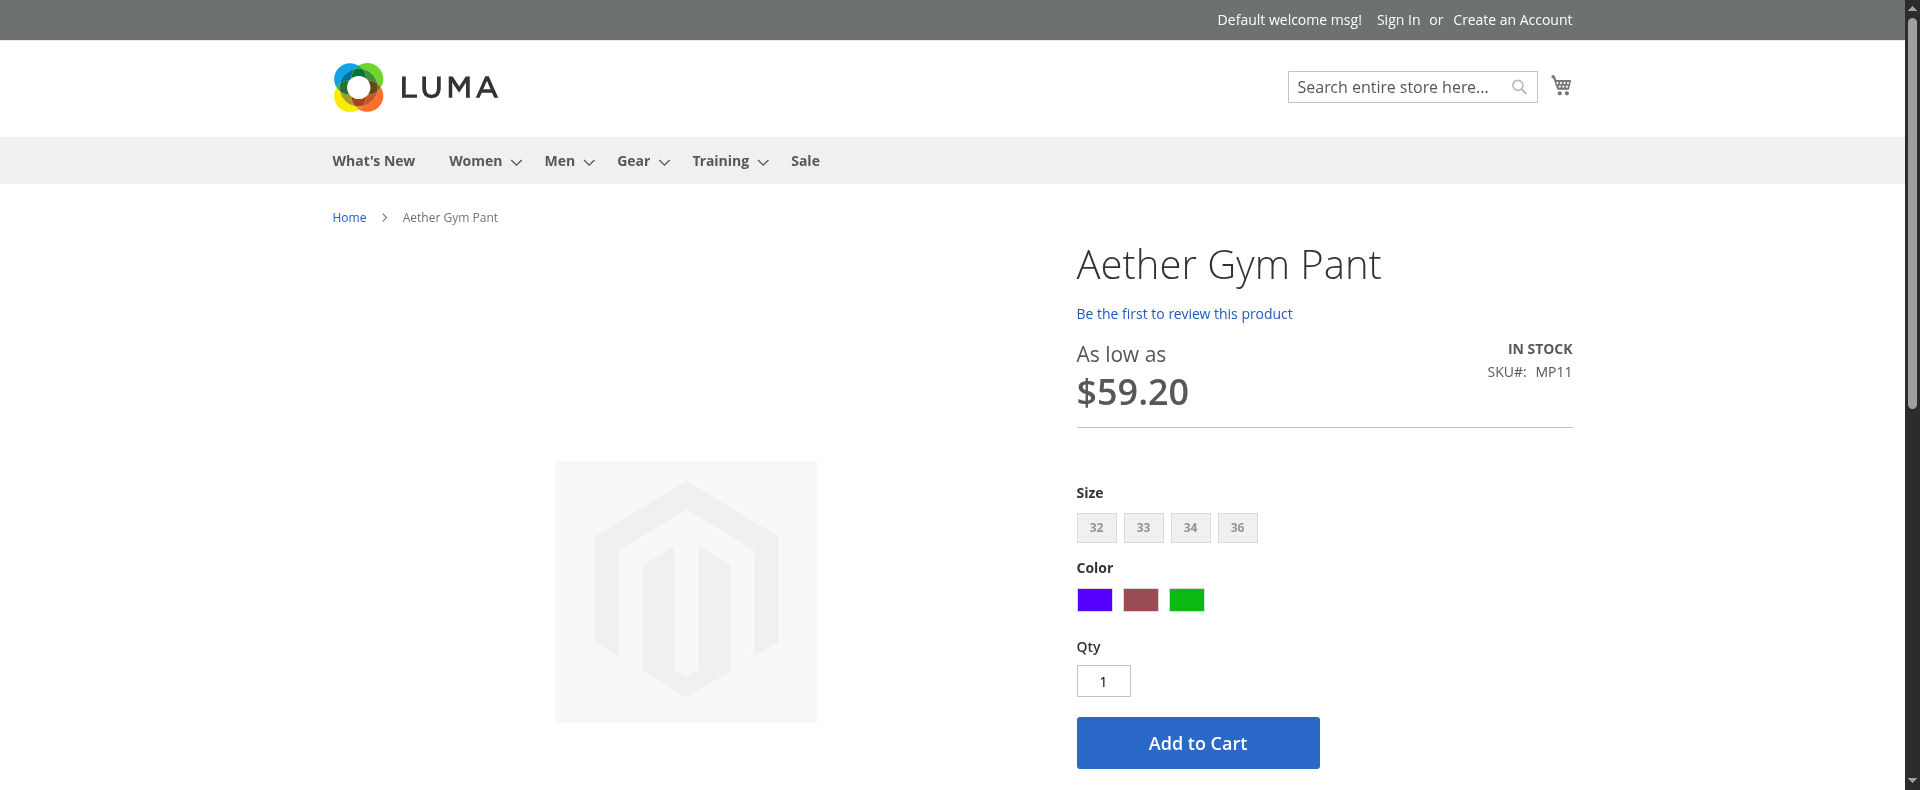 Default welcome msg! Sign In or Create an Account
LUMA
Search entire store here...
What's New Women Men Gear Training Sale
Home Aether Gym Pant
Aether Gym Pant
Be the first to review this product
As low as
$59.20
IN STOCK
SKU#: MP11
Size
32 33 34 36
Color
Qty
1
Add to Cart